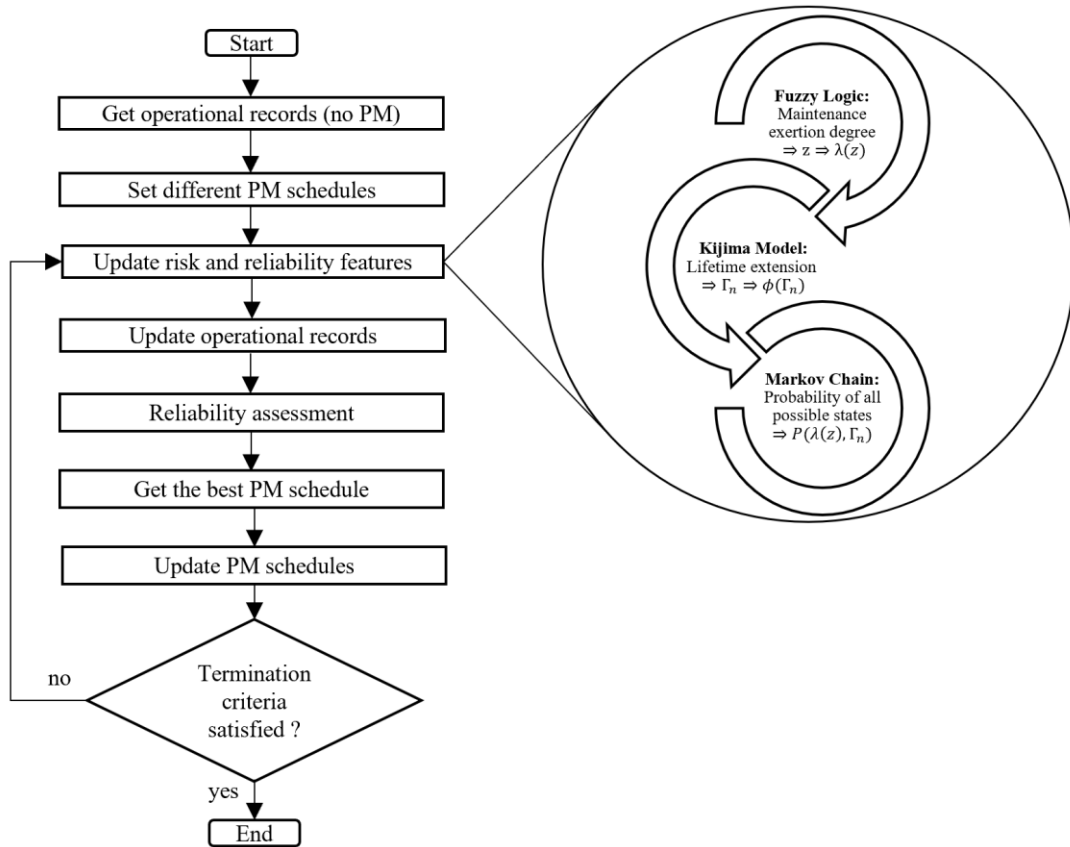 Start
Get operational records (no PM)
Set different PM schedules
Update risk and reliability features
Update operational records
Reliability assessment
Get the best PM schedule
Update PM schedules
Termination
criteria
satisfied ?
no
yes
End
Fuzzy Logic:
Maintenance
exertion degree
⇒ z ⇒ λ(z)
Kijima Model:
Lifetime extension
⇒ Γₙ ⇒ ϕ(Γₙ)
Markov Chain:
Probability of all
possible states
⇒ P(λ(z), Γₙ)